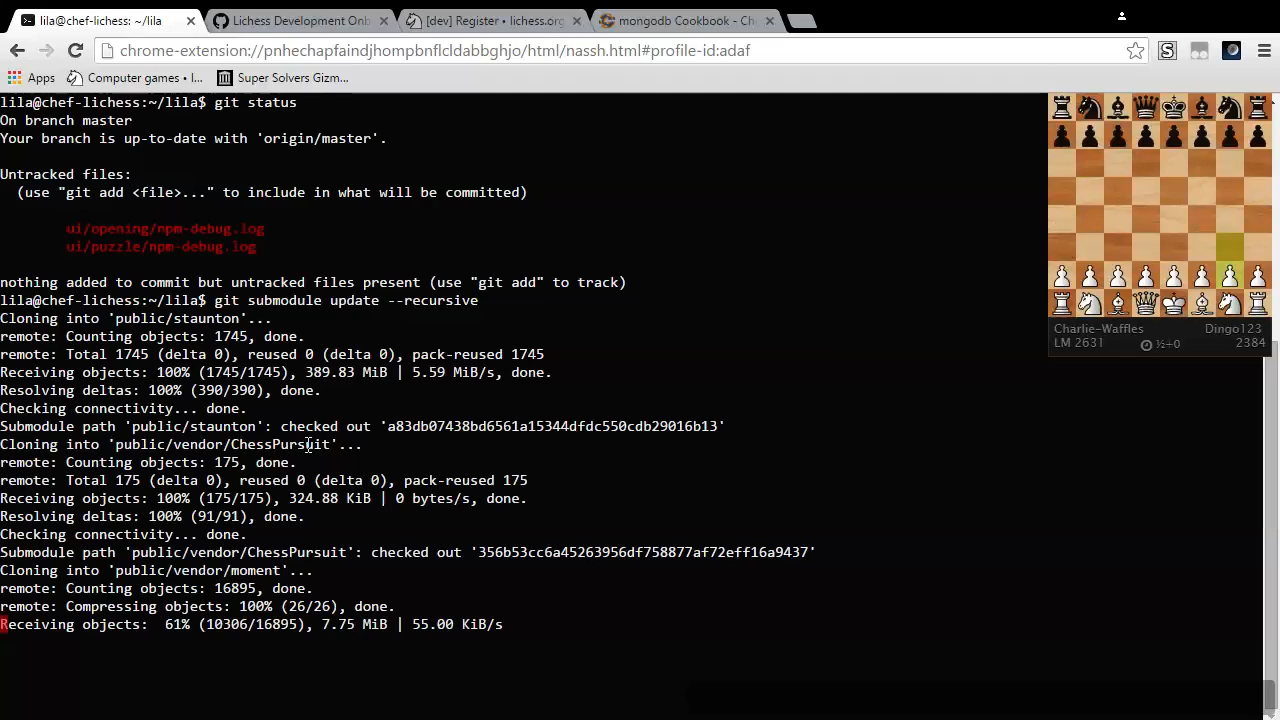 lila@chef-lichess: ~/lila
Lichess Development Onb
[dev] Register • lichess.org
mongodb Cookbook - Che
chrome-extension://pnhechapfaindjhompbnflcldabbghjo/html/nassh.html#profile-id:adaf
Apps
Computer games • l...
Super Solvers Gizm...
lila@chef-lichess:~/lila$ git status
On branch master
Your branch is up-to-date with 'origin/master'.
Untracked files:
(use "git add <file>..." to include in what will be committed)
ui/opening/npm-debug.log
ui/puzzle/npm-debug.log
nothing added to commit but untracked files present (use "git add" to track)
lila@chef-lichess:~/lila$ git submodule update --recursive
Cloning into 'public/staunton'...
remote: Counting objects: 1745, done.
remote: Total 1745 (delta 0), reused 0 (delta 0), pack-reused 1745
Receiving objects: 100% (1745/1745), 389.83 MiB | 5.59 MiB/s, done.
Resolving deltas: 100% (390/390), done.
Checking connectivity... done.
Submodule path 'public/staunton': checked out 'a83db07438bd6561a15344dfdc550cdb29016b13'
Cloning into 'public/vendor/ChessPursuit'...
remote: Counting objects: 175, done.
remote: Total 175 (delta 0), reused 0 (delta 0), pack-reused 175
Receiving objects: 100% (175/175), 324.88 KiB | 0 bytes/s, done.
Resolving deltas: 100% (91/91), done.
Checking connectivity... done.
Submodule path 'public/vendor/ChessPursuit': checked out '356b53cc6a45263956df758877af72eff16a9437'
Cloning into 'public/vendor/moment'...
remote: Counting objects: 16895, done.
remote: Compressing objects: 100% (26/26), done.
Receiving objects:  61% (10306/16895), 7.75 MiB | 55.00 KiB/s
Charlie-Waffles Dingo123
LM 2631 ½+0 2384